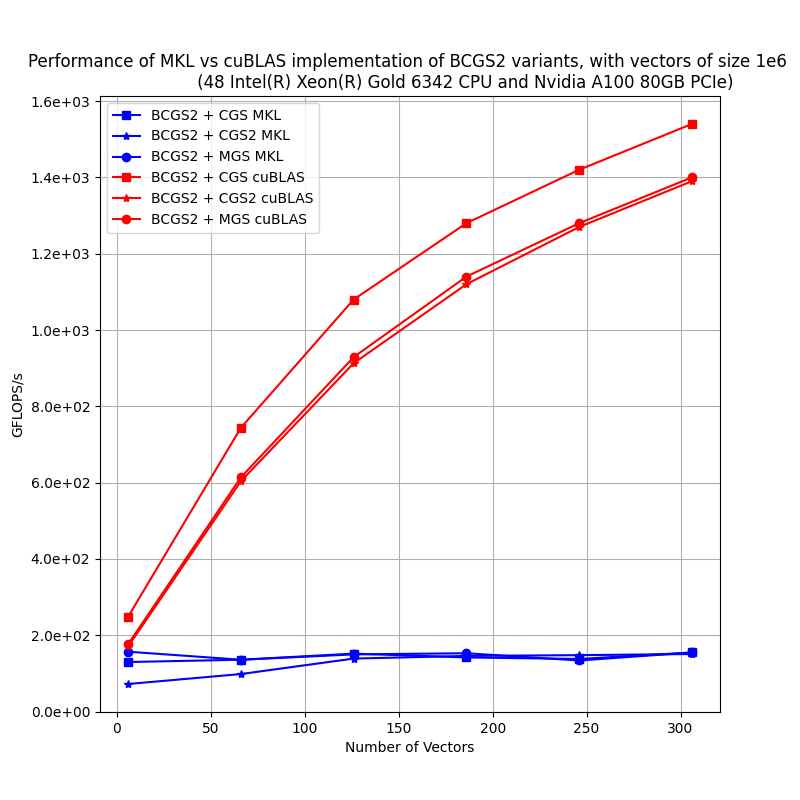 Performance of MKL vs cuBLAS implementation of BCGS2 variants, with vectors of size 1e6
(48 Intel(R) Xeon(R) Gold 6342 CPU and Nvidia A100 80GB PCIe)
BCGS2 + CGS MKL
BCGS2 + CGS2 MKL
BCGS2 + MGS MKL
BCGS2 + CGS cuBLAS
BCGS2 + CGS2 cuBLAS
BCGS2 + MGS cuBLAS
1.6e+03
1.4e+03
1.2e+03
1.0e+03
8.0e+02
6.0e+02
4.0e+02
2.0e+02
0.0e+00
GFLOPS/s
0 50 100 150 200 250 300
Number of Vectors